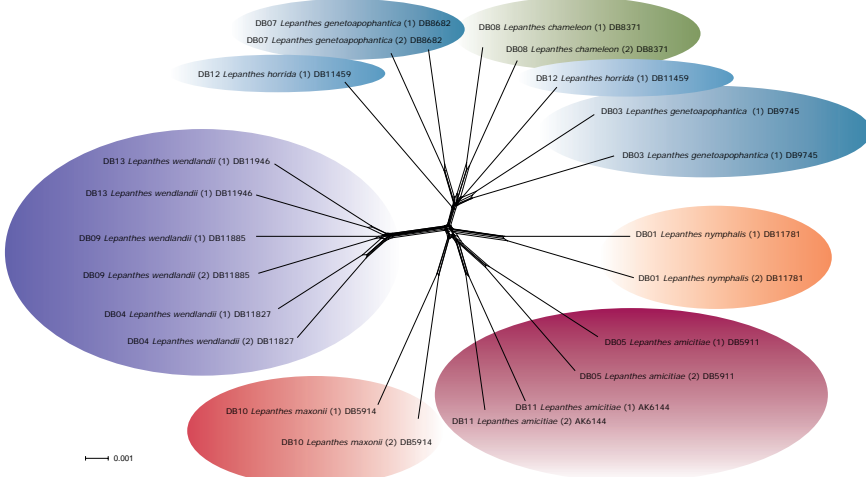 DB07 Lepanthes genetoapophantica (1) DB8682
DB07 Lepanthes genetoapophantica (2) DB8682
DB08 Lepanthes chameleon (1) DB8371
DB08 Lepanthes chameleon (2) DB8371
DB12 Lepanthes horrida (1) DB11459
DB12 Lepanthes horrida (1) DB11459
DB03 Lepanthes genetoapophantica (1) DB9745
DB03 Lepanthes genetoapophantica (1) DB9745
DB13 Lepanthes wendlandii (1) DB11946
DB13 Lepanthes wendlandii (1) DB11946
DB09 Lepanthes wendlandii (1) DB11885
DB09 Lepanthes wendlandii (2) DB11885
DB04 Lepanthes wendlandii (1) DB11827
DB04 Lepanthes wendlandii (2) DB11827
DB01 Lepanthes nymphalis (1) DB11781
DB01 Lepanthes nymphalis (2) DB11781
DB05 Lepanthes amicitiae (1) DB5911
DB05 Lepanthes amicitiae (2) DB5911
DB11 Lepanthes amicitiae (1) AK6144
DB11 Lepanthes amicitiae (2) AK6144
DB10 Lepanthes maxonii (1) DB5914
DB10 Lepanthes maxonii (2) DB5914
0.001